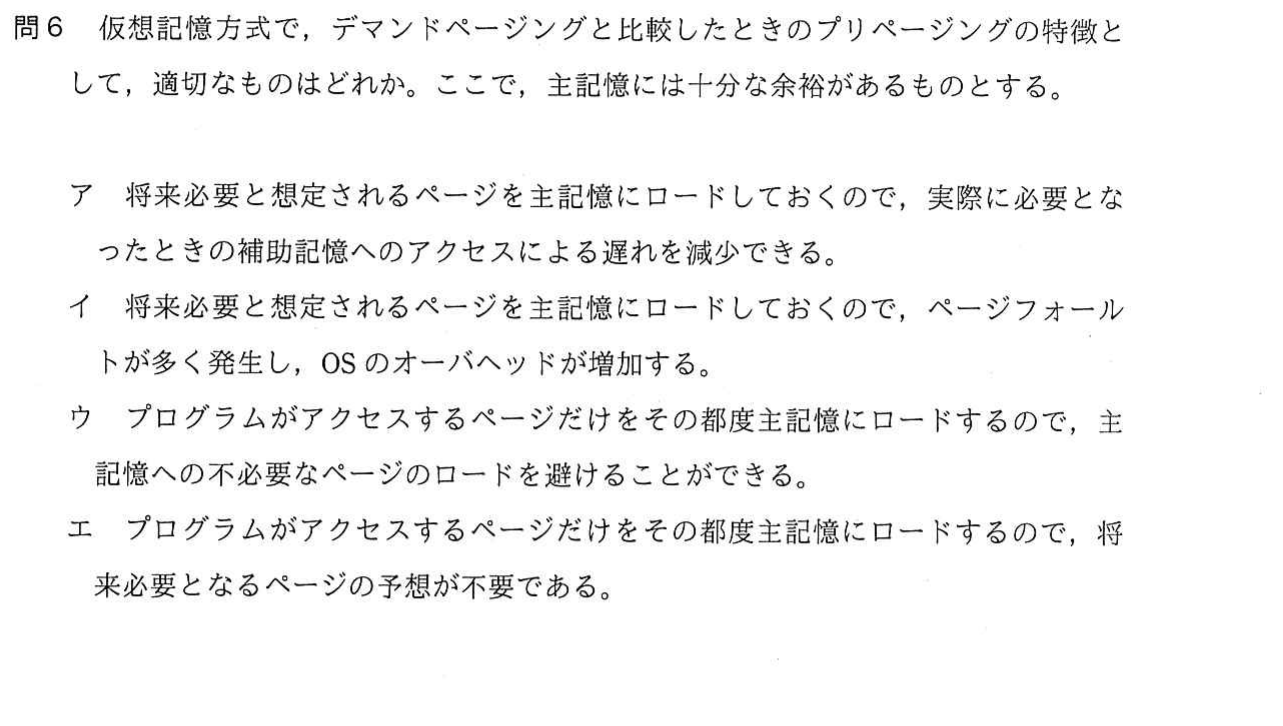 問6 仮想記憶方式で，デマンドページングと比較したときのプリページングの特徴と
して，適切なものはどれか。ここで，主記憶には十分な余裕があるものとする。
ア 将来必要と想定されるページを主記憶にロードしておくので，実際に必要とな
ったときの補助記憶へのアクセスによる遅れを減少できる。
イ 将来必要と想定されるページを主記憶にロードしておくので，ページフォール
トが多く発生し，OSのオーバヘッドが増加する。
ウ プログラムがアクセスするページだけをその都度主記憶にロードするので，主
記憶への不必要なページのロードを避けることができる。
エ プログラムがアクセスするページだけをその都度主記憶にロードするので，将
来必要となるページの予想が不要である。